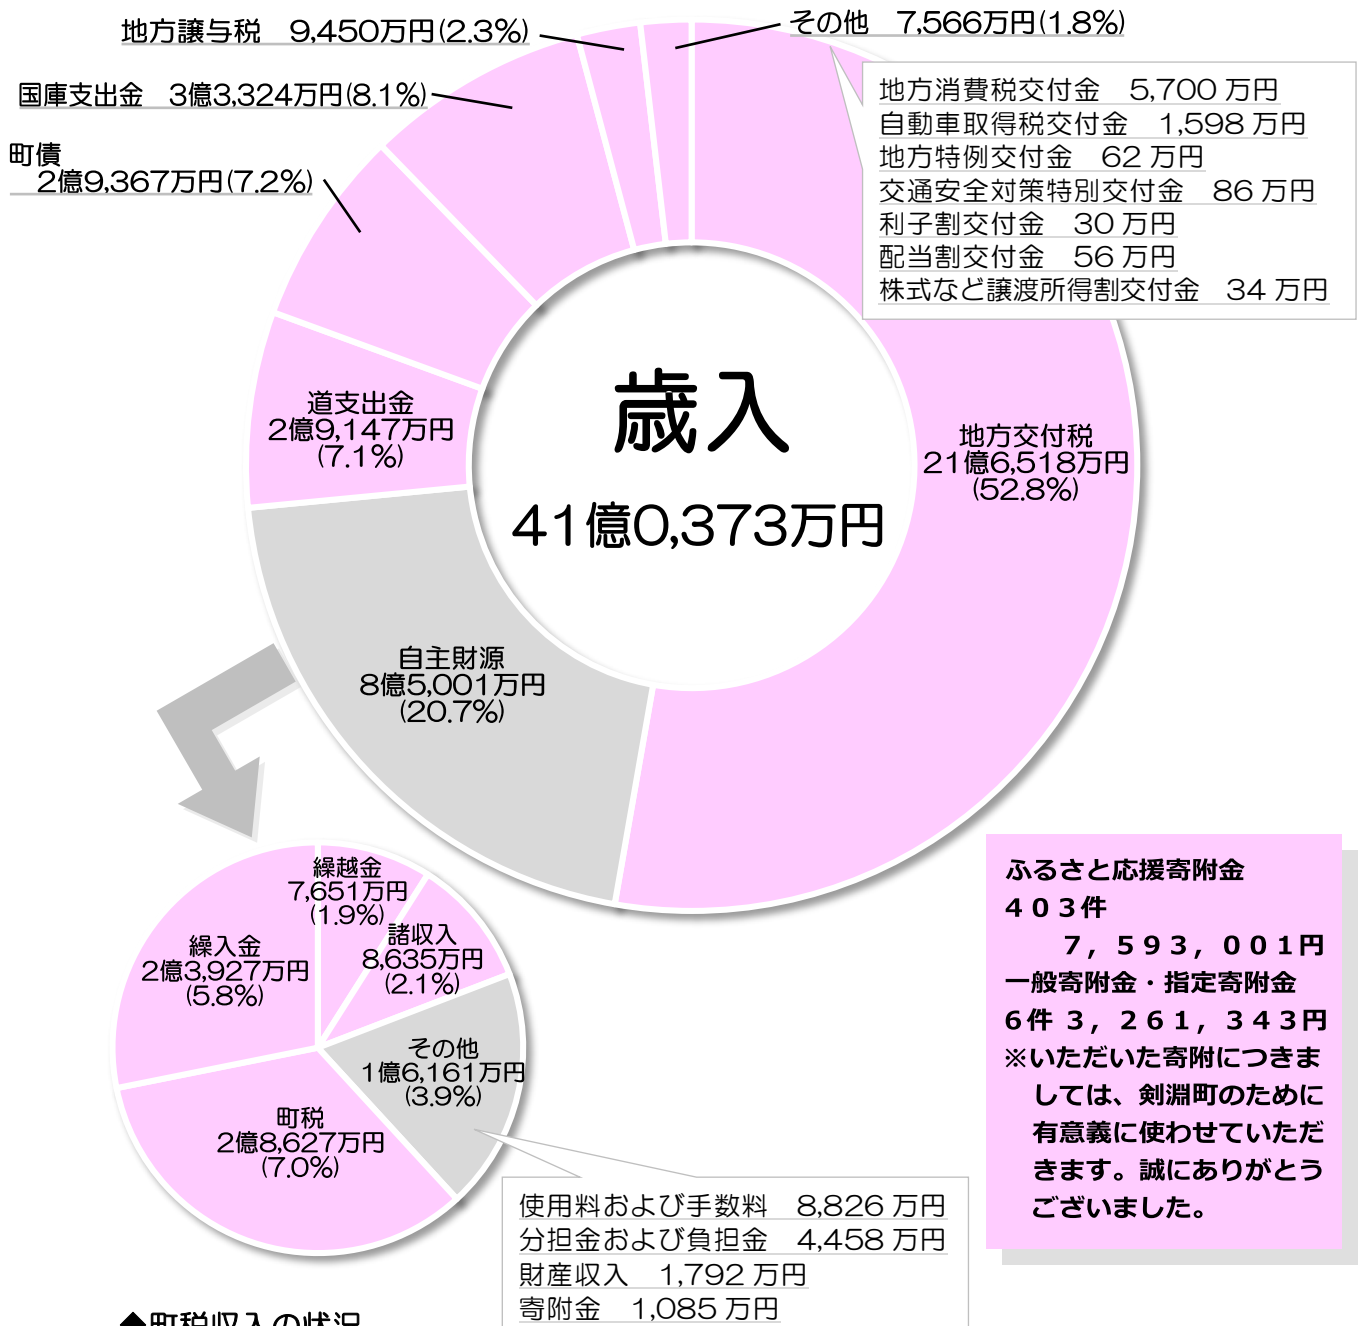 地方譲与税　9,450万円(2.3%)
その他　7,566万円(1.8%)
国庫支出金　3億3,324万円(8.1%)
町債
2億9,367万円(7.2%)
地方消費税交付金　5,700 万円
自動車取得税交付金　1,598 万円
地方特例交付金　62 万円
交通安全対策特別交付金　86 万円
利子割交付金　30 万円
配当割交付金　56 万円
株式など譲渡所得割交付金　34 万円
歳入
41億0,373万円
道支出金
2億9,147万円
(7.1%)
地方交付税
21億6,518万円
(52.8%)
自主財源
8億5,001万円
(20.7%)
繰越金
7,651万円
(1.9%)
諸収入
8,635万円
(2.1%)
繰入金
2億3,927万円
(5.8%)
その他
1億6,161万円
(3.9%)
町税
2億8,627万円
(7.0%)
使用料および手数料　8,826 万円
分担金および負担金　4,458 万円
財産収入　1,792 万円
寄附金　1,085 万円
ふるさと応援寄附金
４０３件
７，５９３，００１円
一般寄附金・指定寄附金
６件 ３，２６１，３４３円
※いただいた寄附につきま
しては、剣淵町のために
有意義に使わせていただ
きます。誠にありがとう
ございました。
◆町税収入の状況